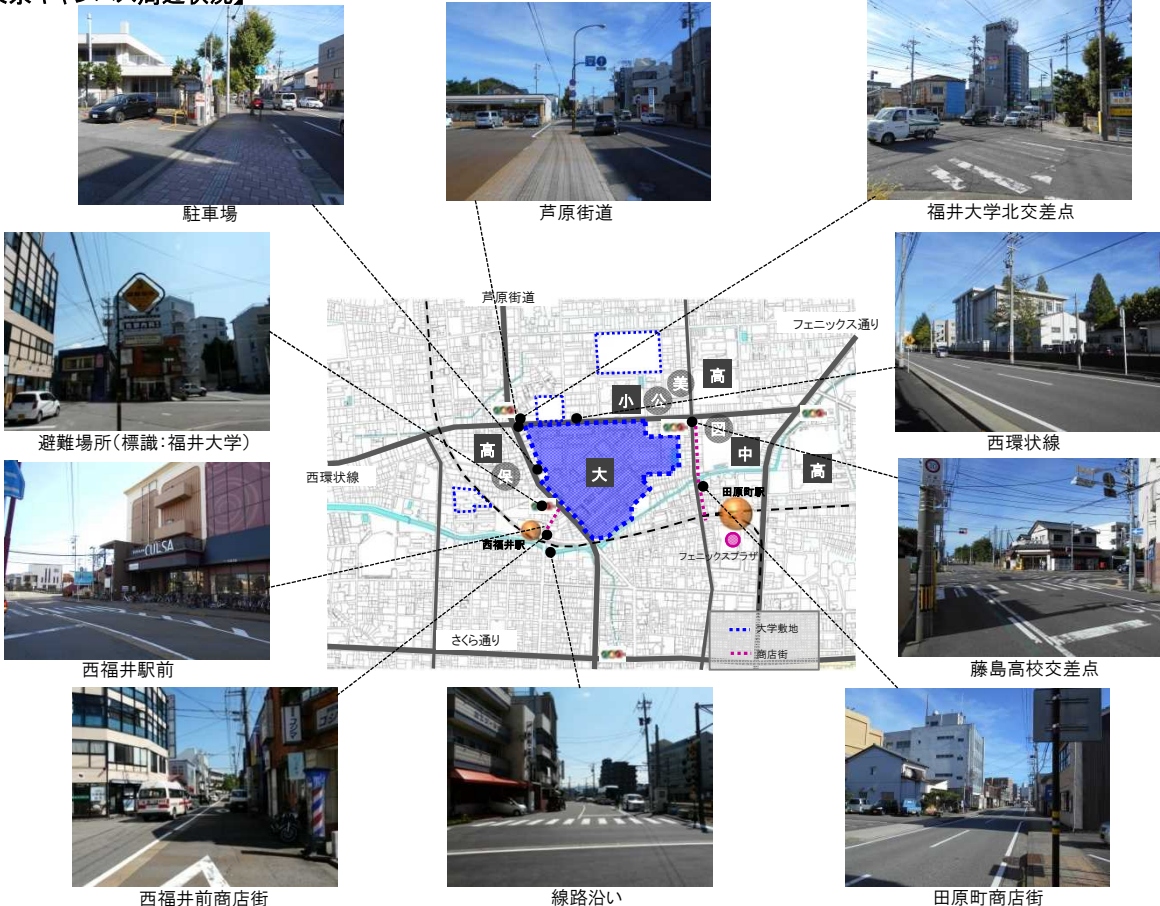 駐車場
芦原街道
福井大学北交差点
避難場所(標識:福井大学)
西環状線
芦原街道
フェニックス通り
小
公
美
高
高
保
大
図
中
高
西環状線
田原町駅
西福井駅
フェニックスプラザ
さくら通り
大学敷地
商店街
CULSA
西福井駅前
藤島高校交差点
西福井前商店街
線路沿い
田原町商店街